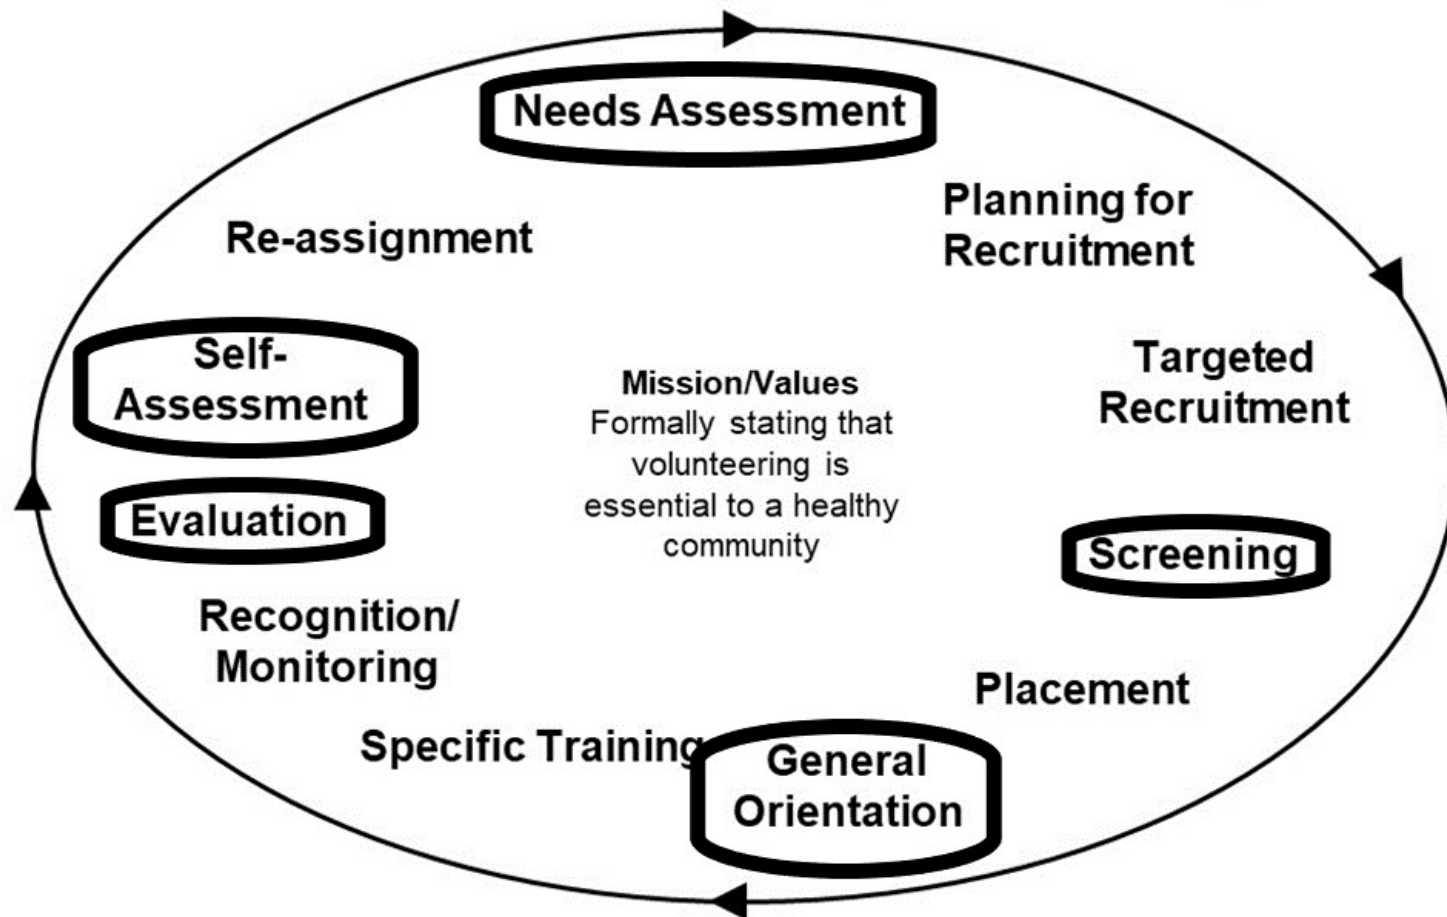 Needs Assessment
Planning for
Recruitment
Targeted
Recruitment
Screening
Placement
General
Orientation
Specific Training
Recognition/
Monitoring
Evaluation
Self-
Assessment
Re-assignment
Mission/Values
Formally stating that
volunteering is
essential to a healthy
community